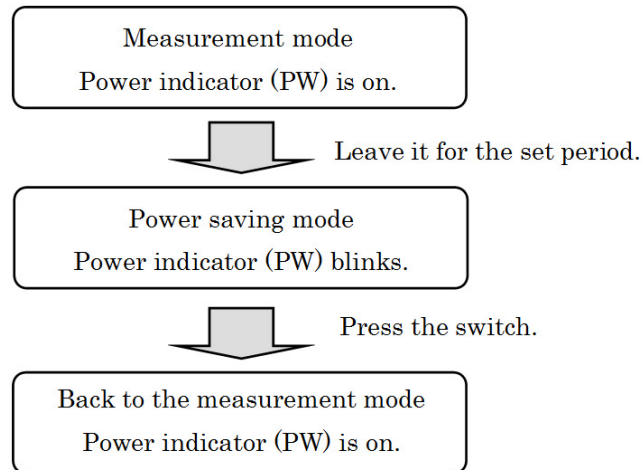 Measurement mode
Power indicator (PW) is on.
Leave it for the set period.
Power saving mode
Power indicator (PW) blinks.
Press the switch.
Back to the measurement mode
Power indicator (PW) is on.